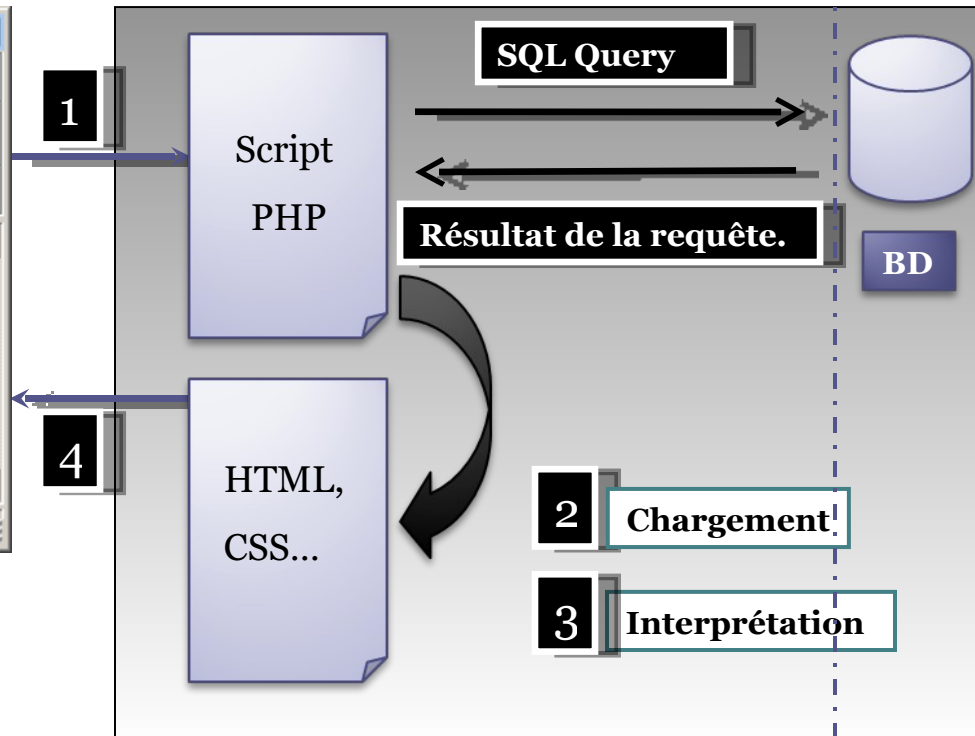 1
Script
PHP
SQL Query
Résultat de la requête.
BD
4
HTML,
CSS...
2
Chargement
3
Interprétation